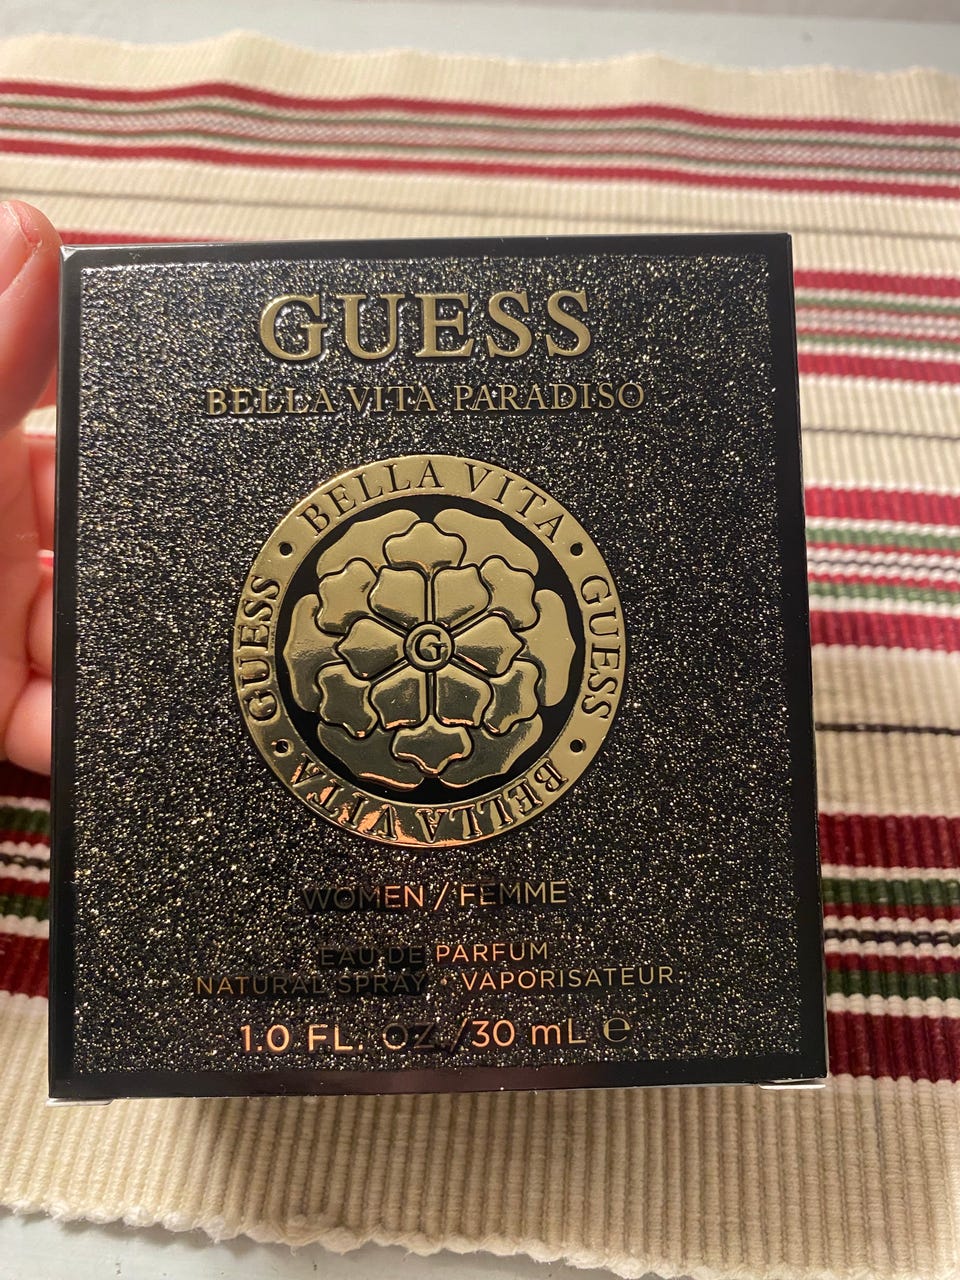 GUESS
BELLA VITA PARADISO
BELLA VITA • GUESS • BELLA VITA • GUESS •
G
WOMEN / FEMME
EAU DE PARFUM
NATURAL SPRAY • VAPORISATEUR
1.0 FL. OZ./30 mL ℮